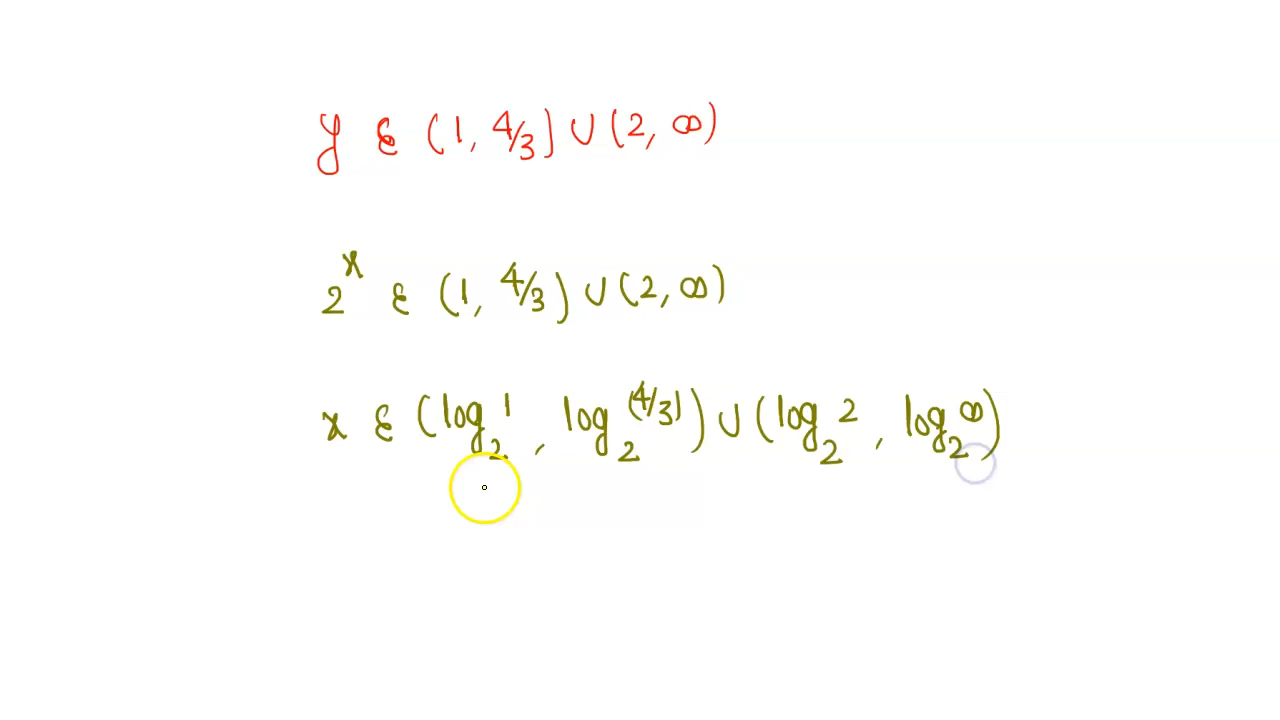 y ε (1, 4/3) ∪ (2, ∞)
2^x ε (1, 4/3) ∪ (2, ∞)
x ε (log_2 1, log_2 (4/3)) ∪ (log_2 2, log_2 ∞)